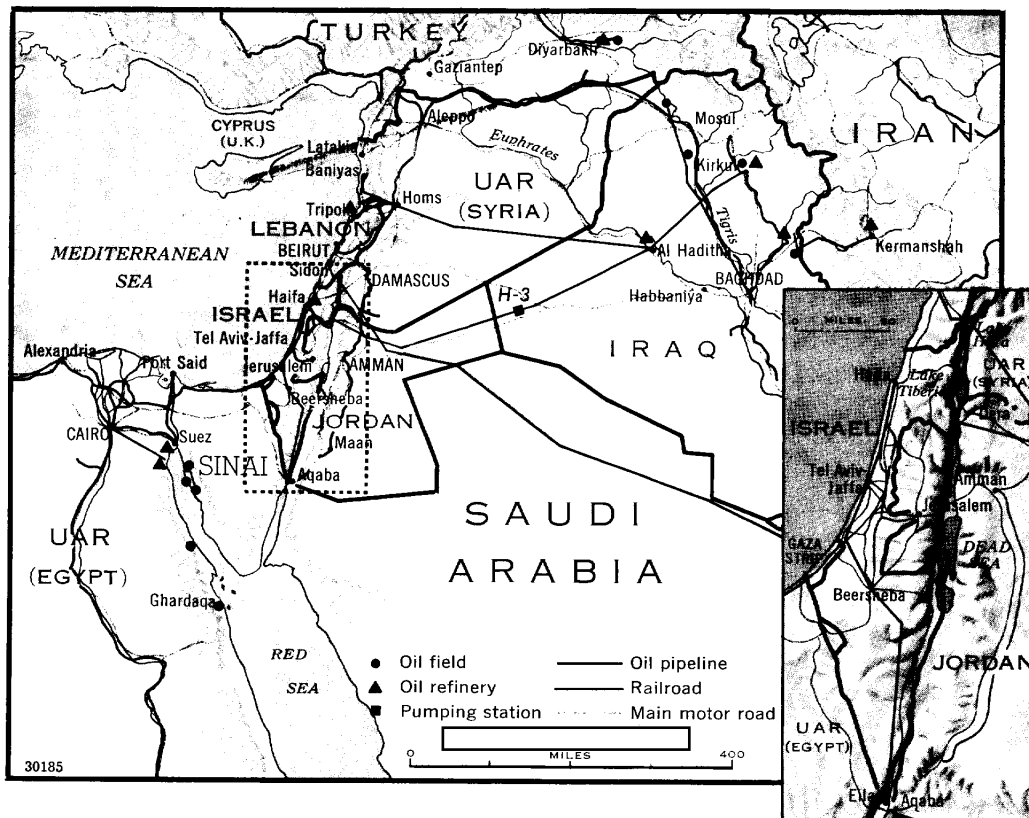 TURKEY
Diyarbakir
Gaziantep
CYPRUS
(U.K.)
Aleppo
Mosul
IRAN
Latakia
Baniyas
Euphrates
Kirkuk
UAR
(SYRIA)
Tripoli
Homs
LEBANON
Tigris
MEDITERRANEAN
SEA
BEIRUT
Al Haditha
Kermanshah
Sidon
DAMASCUS
BAGHDAD
Haifa
H-3
Habbaniya
ISRAEL
Tel Aviv-Jaffa
IRAQ
Alexandria
Port Said
Jerusalem
AMMAN
Beersheba
JORDAN
CAIRO
Suez
Maan
SINAI
Aqaba
SAUDI
ARABIA
UAR
(EGYPT)
Ghardaqa
RED
SEA
Oil field
Oil refinery
Pumping station
Oil pipeline
Railroad
Main motor road
0 MILES 400
30185
0 MILES
Haifa
Lake
UAR
(SYRIA)
ISRAEL
Tel Aviv-
Jaffa
Amman
Jerusalem
GAZA
STRIP
DEAD
SEA
Beersheba
JORDAN
UAR
(EGYPT)
Aqaba